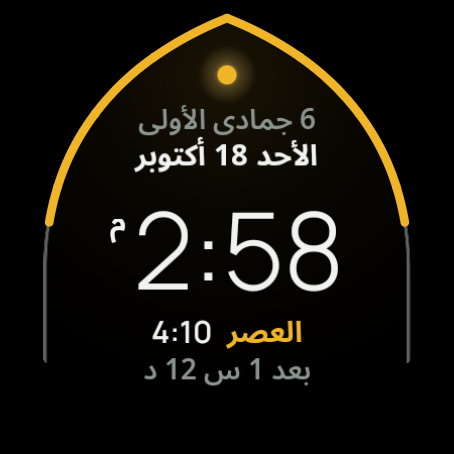 6 جمادى الأولى
الأحد 18 أكتوبر
2:58 م
العصر 4:10
بعد 1 س 12 د